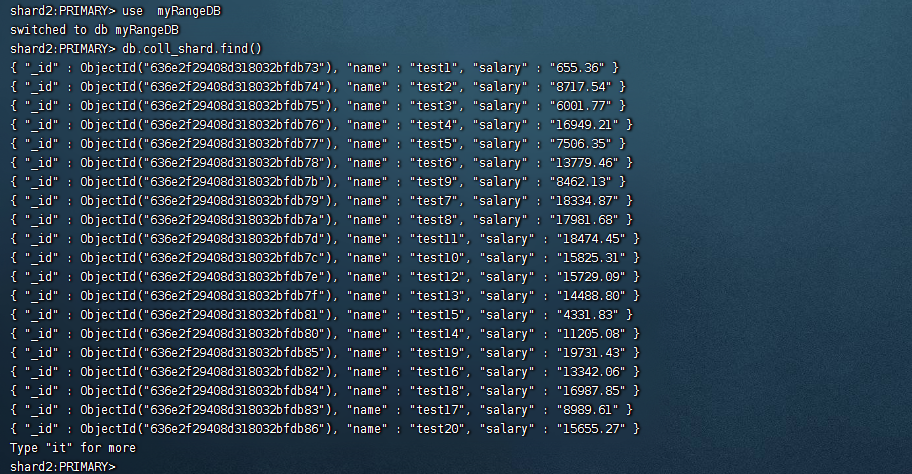 shard2:PRIMARY> use  myRangeDB
switched to db myRangeDB
shard2:PRIMARY> db.coll_shard.find()
{ "_id" : ObjectId("636e2f29408d318032bfdb73"), "name" : "test1", "salary" : "655.36" }
{ "_id" : ObjectId("636e2f29408d318032bfdb74"), "name" : "test2", "salary" : "8717.54" }
{ "_id" : ObjectId("636e2f29408d318032bfdb75"), "name" : "test3", "salary" : "6001.77" }
{ "_id" : ObjectId("636e2f29408d318032bfdb76"), "name" : "test4", "salary" : "16949.21" }
{ "_id" : ObjectId("636e2f29408d318032bfdb77"), "name" : "test5", "salary" : "7506.35" }
{ "_id" : ObjectId("636e2f29408d318032bfdb78"), "name" : "test6", "salary" : "13779.46" }
{ "_id" : ObjectId("636e2f29408d318032bfdb7b"), "name" : "test9", "salary" : "8462.13" }
{ "_id" : ObjectId("636e2f29408d318032bfdb79"), "name" : "test7", "salary" : "18334.87" }
{ "_id" : ObjectId("636e2f29408d318032bfdb7a"), "name" : "test8", "salary" : "17981.68" }
{ "_id" : ObjectId("636e2f29408d318032bfdb7d"), "name" : "test11", "salary" : "18474.45" }
{ "_id" : ObjectId("636e2f29408d318032bfdb7c"), "name" : "test10", "salary" : "15825.31" }
{ "_id" : ObjectId("636e2f29408d318032bfdb7e"), "name" : "test12", "salary" : "15729.09" }
{ "_id" : ObjectId("636e2f29408d318032bfdb7f"), "name" : "test13", "salary" : "14488.80" }
{ "_id" : ObjectId("636e2f29408d318032bfdb81"), "name" : "test15", "salary" : "4331.83" }
{ "_id" : ObjectId("636e2f29408d318032bfdb80"), "name" : "test14", "salary" : "11205.08" }
{ "_id" : ObjectId("636e2f29408d318032bfdb85"), "name" : "test19", "salary" : "19731.43" }
{ "_id" : ObjectId("636e2f29408d318032bfdb82"), "name" : "test16", "salary" : "13342.06" }
{ "_id" : ObjectId("636e2f29408d318032bfdb84"), "name" : "test18", "salary" : "16987.85" }
{ "_id" : ObjectId("636e2f29408d318032bfdb83"), "name" : "test17", "salary" : "8989.61" }
{ "_id" : ObjectId("636e2f29408d318032bfdb86"), "name" : "test20", "salary" : "15655.27" }
Type "it" for more
shard2:PRIMARY>